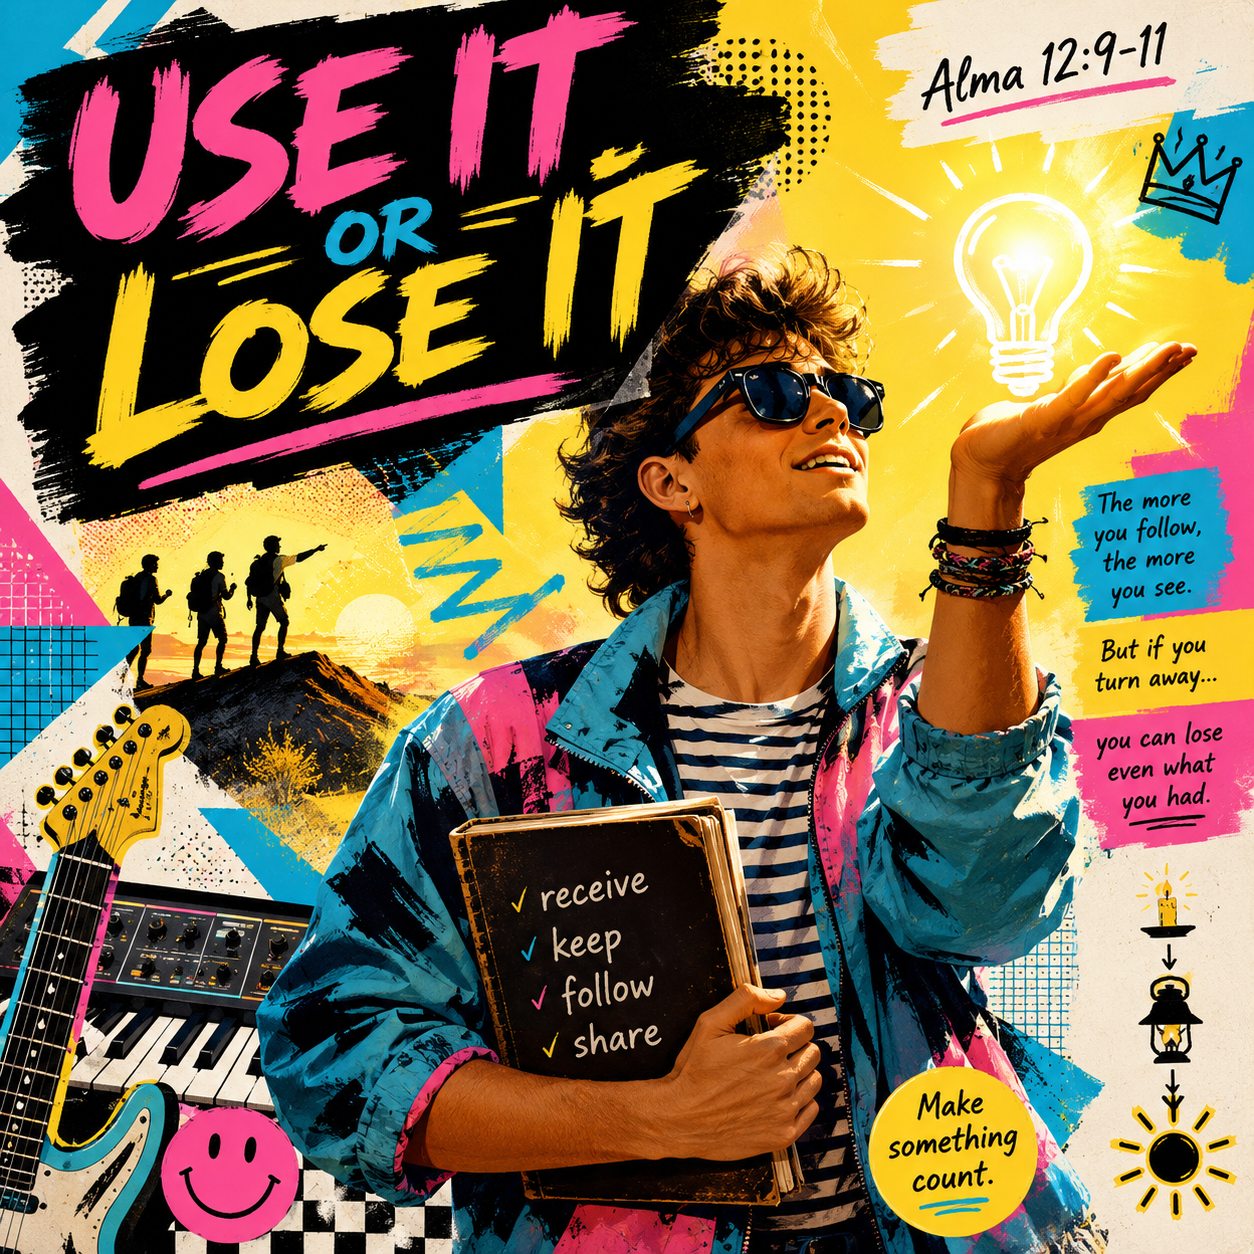 USE IT
OR
LOSE IT
Alma 12:9-11
The more
you follow,
the more
you see.
But if you
turn away...
you can lose
even what
you had.
receive
keep
follow
share
Make
something
count.